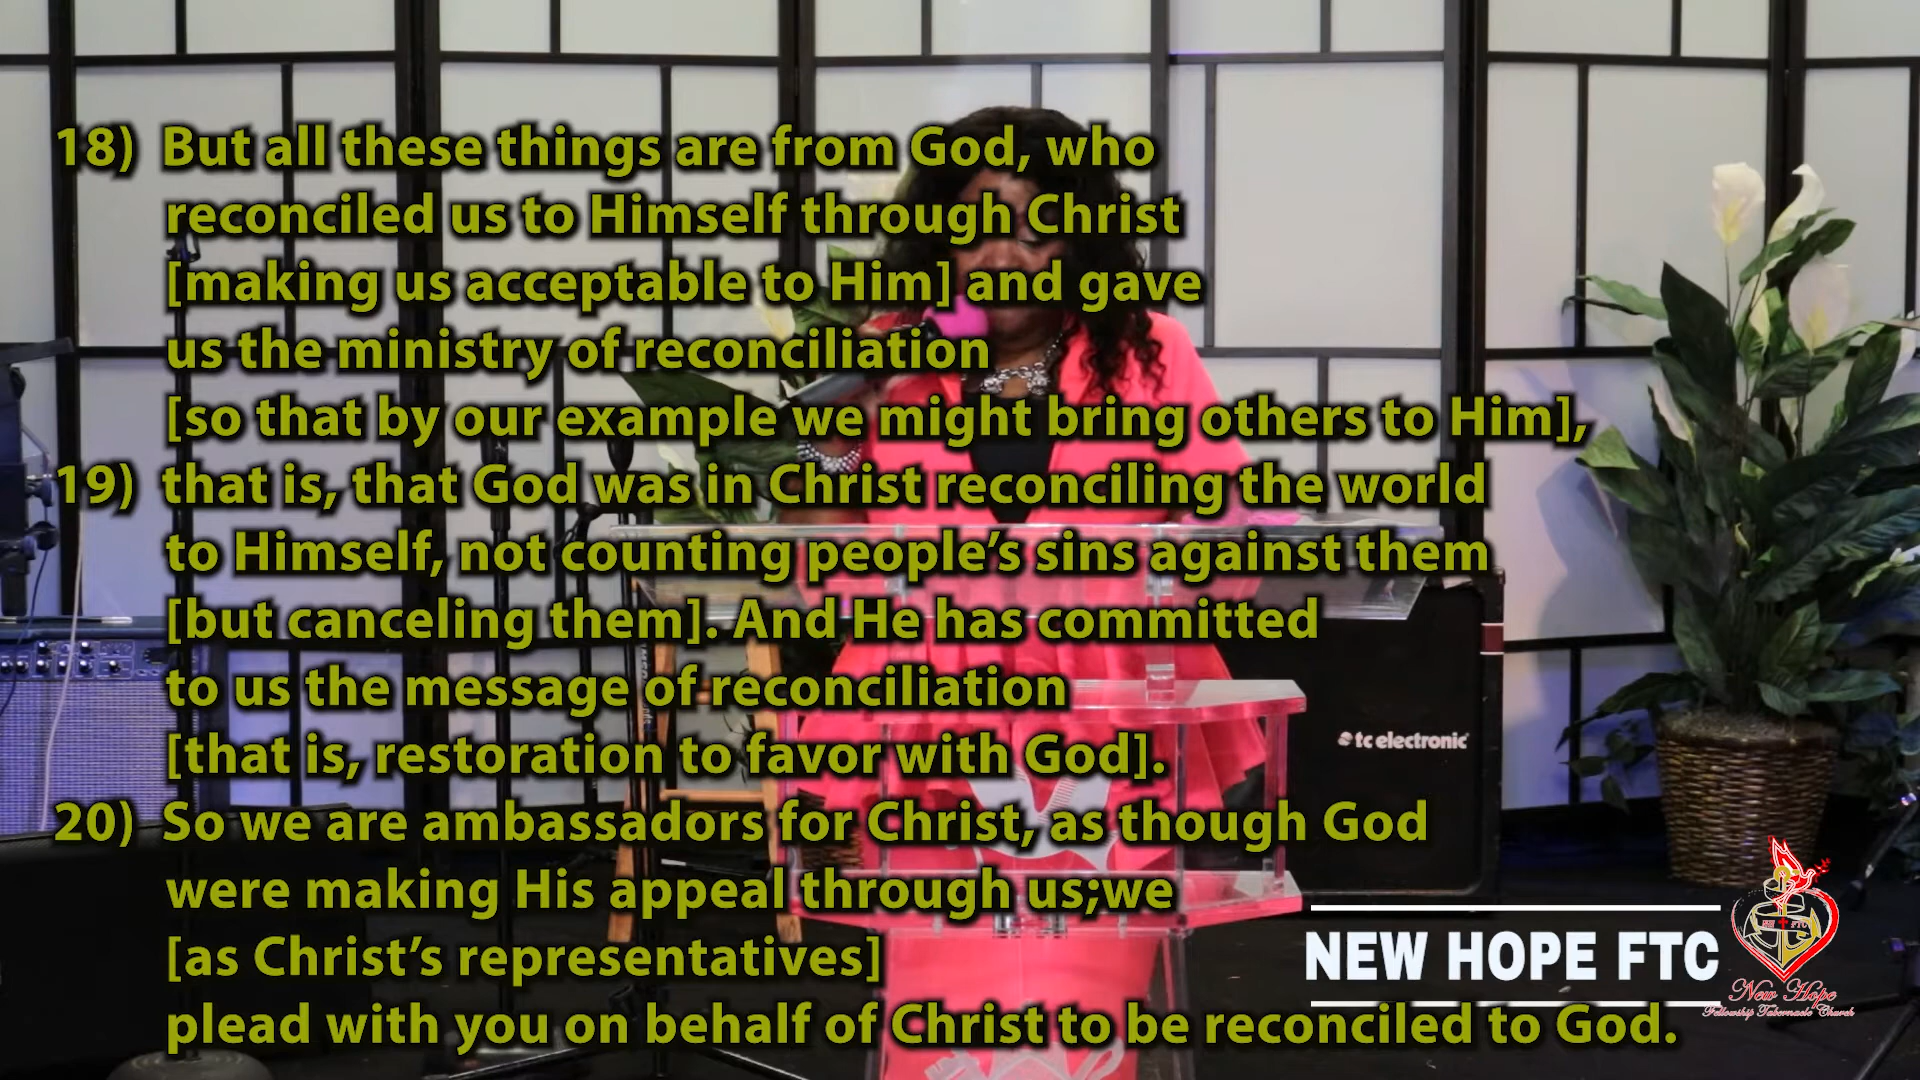 18) But all these things are from God, who
reconciled us to Himself through Christ
[making us acceptable to Him] and gave
us the ministry of reconciliation
[so that by our example we might bring others to Him],
19) that is, that God was in Christ reconciling the world
to Himself, not counting people’s sins against them
[but canceling them]. And He has committed
to us the message of reconciliation
[that is, restoration to favor with God].
20) So we are ambassadors for Christ, as though God
were making His appeal through us;we
[as Christ’s representatives]
plead with you on behalf of Christ to be reconciled to God.
tc electronic
NEW HOPE FTC
New Hope
Fellowship Tabernacle Church